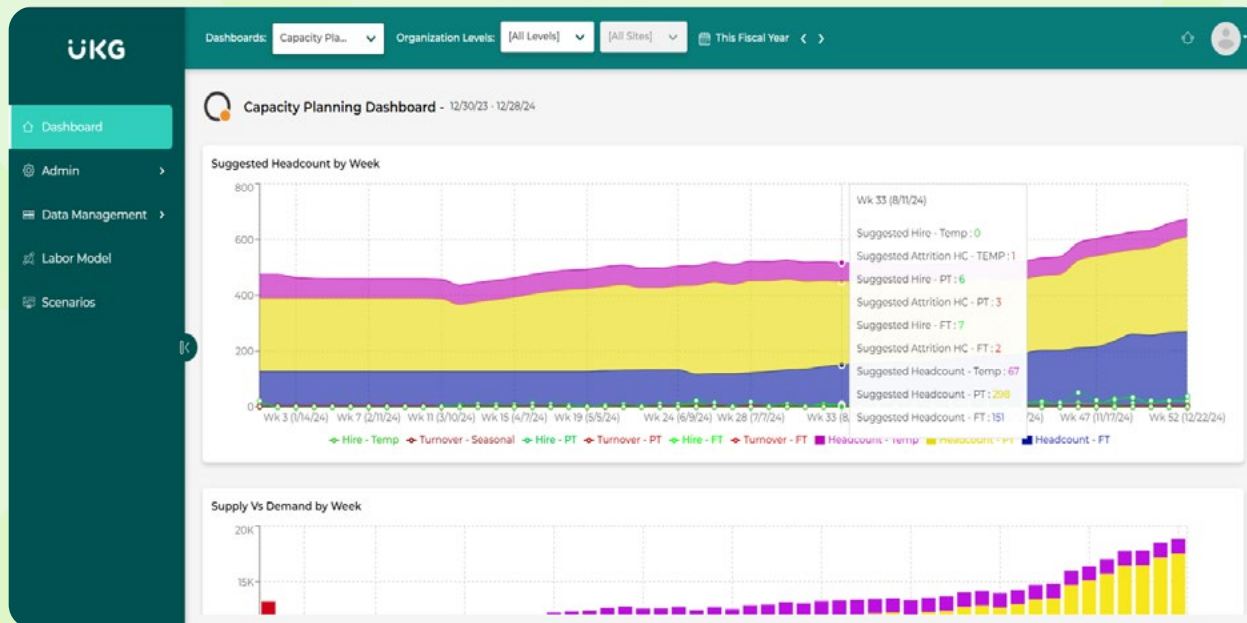 UKG
Dashboards: Capacity Pla... Organization Levels: [All Levels] [All Sites] This Fiscal Year
Dashboard
Admin
Data Management
Labor Model
Scenarios
Capacity Planning Dashboard - 12/30/23 - 12/28/24
Suggested Headcount by Week
800
600
400
200
0
Wk 33 (8/11/24)
Suggested Hire - Temp : 0
Suggested Attrition HC - TEMP : 1
Suggested Hire - PT : 6
Suggested Attrition HC - PT : 3
Suggested Hire - FT : 7
Suggested Attrition HC - FT : 2
Suggested Headcount - Temp : 67
Suggested Headcount - PT : 298
Suggested Headcount - FT : 151
Wk 3 (1/14/24) Wk 7 (2/11/24) Wk 11 (3/10/24) Wk 15 (4/7/24) Wk 19 (5/5/24) Wk 24 (6/9/24) Wk 28 (7/7/24) Wk 33 (8/ 24) Wk 47 (11/17/24) Wk 52 (12/22/24)
Hire - Temp Turnover - Seasonal Hire - PT Turnover - PT Hire - FT Turnover - FT Headcount - Temp Headcount - PT Headcount - FT
Supply Vs Demand by Week
20K
15K